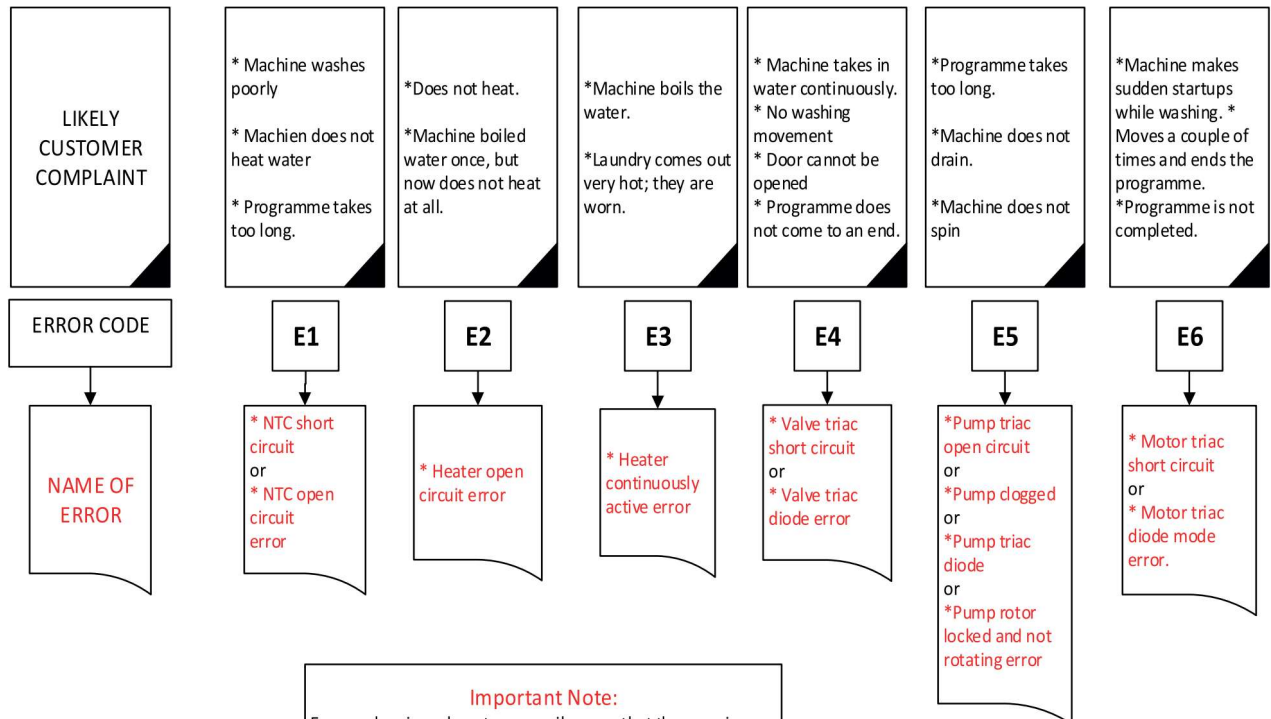 LIKELY
CUSTOMER
COMPLAINT
* Machine washes
poorly
* Machien does not
heat water
* Programme takes
too long.
*Does not heat.
*Machine boiled
water once, but
now does not heat
at all.
*Machine boils the
water.
*Laundry comes out
very hot; they are
worn.
* Machine takes in
water continuously.
* No washing
movement
* Door cannot be
opened
* Programme does
not come to an end.
*Programme takes
too long.
*Machine does not
drain.
*Machine does not
spin
*Machine makes
sudden startups
while washing. *
Moves a couple of
times and ends the
programme.
*Programme is not
completed.
ERROR CODE
E1
E2
E3
E4
E5
E6
NAME OF
ERROR
* NTC short
circuit
or
* NTC open
circuit
error
* Heater open
circuit error
* Heater
continuously
active error
* Valve triac
short circuit
or
* Valve triac
diode error
*Pump triac
open circuit
or
*Pump clogged
or
*Pump triac
diode
or
*Pump rotor
locked and not
rotating error
* Motor triac
short circuit
or
* Motor triac
diode mode
error.
Important Note: